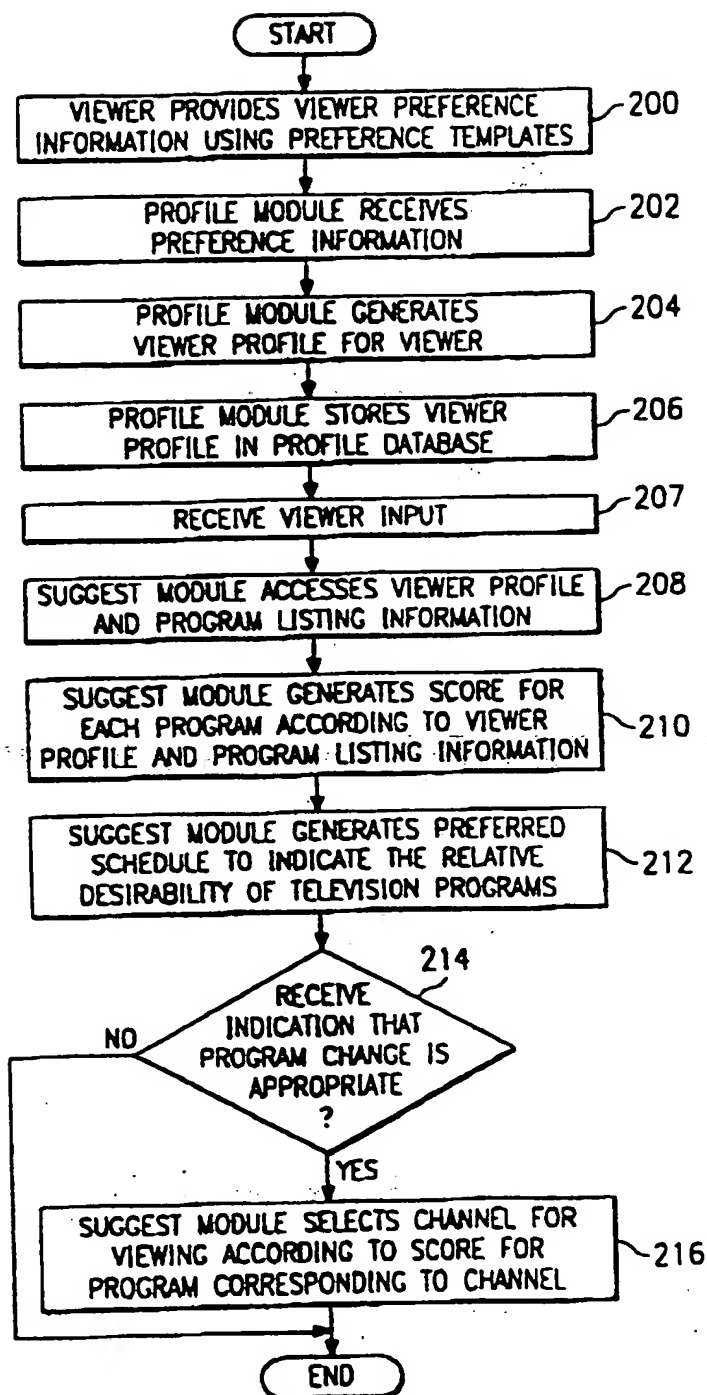 START
VIEWER PROVIDES VIEWER PREFERENCE
INFORMATION USING PREFERENCE TEMPLATES
200
PROFILE MODULE RECEIVES
PREFERENCE INFORMATION
202
PROFILE MODULE GENERATES
VIEWER PROFILE FOR VIEWER
204
PROFILE MODULE STORES VIEWER
PROFILE IN PROFILE DATABASE
206
RECEIVE VIEWER INPUT
207
SUGGEST MODULE ACCESSES VIEWER PROFILE
AND PROGRAM LISTING INFORMATION
208
SUGGEST MODULE GENERATES SCORE FOR
EACH PROGRAM ACCORDING TO VIEWER
PROFILE AND PROGRAM LISTING INFORMATION
210
SUGGEST MODULE GENERATES PREFERRED
SCHEDULE TO INDICATE THE RELATIVE
DESIRABILITY OF TELEVISION PROGRAMS
212
214
RECEIVE
INDICATION THAT
PROGRAM CHANGE IS
APPROPRIATE
?
NO
YES
SUGGEST MODULE SELECTS CHANNEL FOR
VIEWING ACCORDING TO SCORE FOR
PROGRAM CORRESPONDING TO CHANNEL
216
END